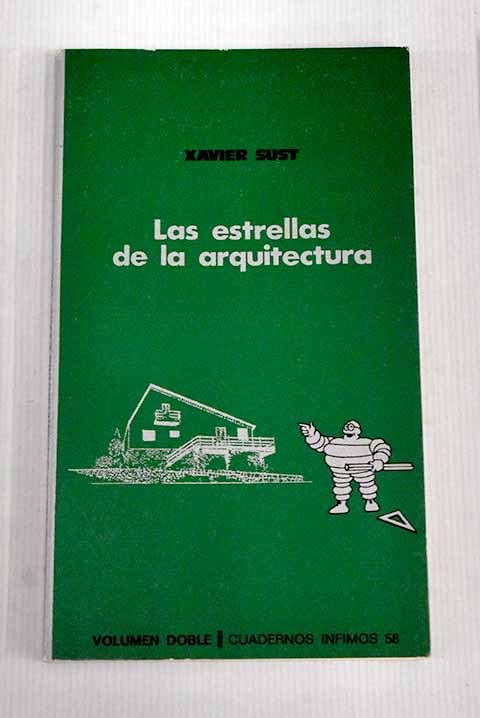 XAVIER SUST
Las estrellas
de la arquitectura
VOLUMEN DOBLE | CUADERNOS INFIMOS 58